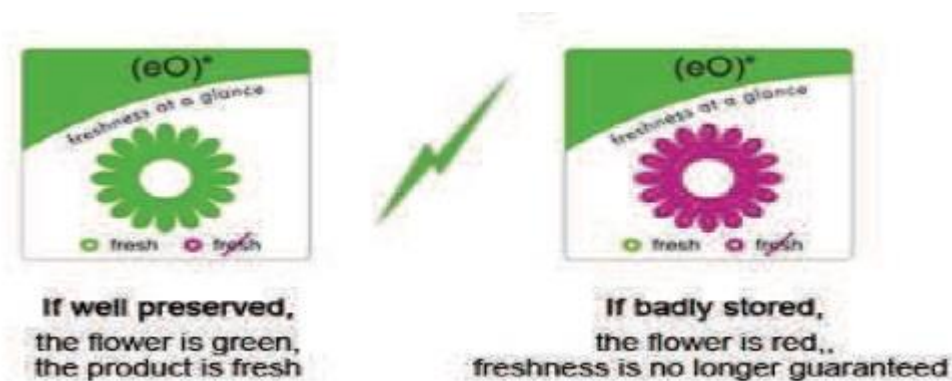 (eO)®
freshness at a glance
fresh fresh
If well preserved,
the flower is green,
the product is fresh
(eO)®
freshness at a glance
fresh fresh
If badly stored,
the flower is red,.
freshness is no longer guaranteed